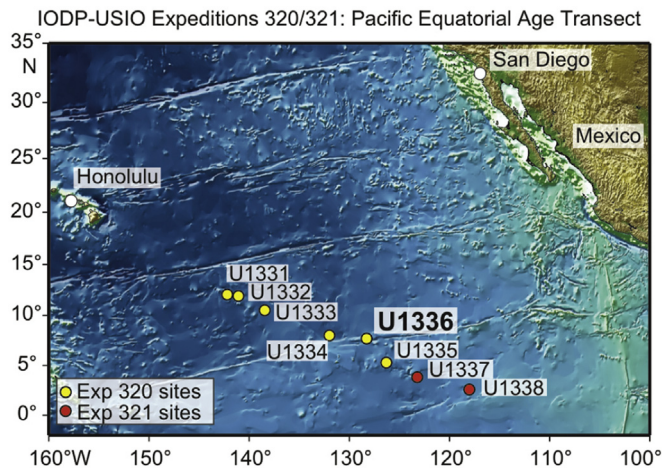 IODP-USIO Expeditions 320/321: Pacific Equatorial Age Transect
35°
N
30°
25°
20°
15°
10°
5°
0°
San Diego
Mexico
Honolulu
U1331
U1332
U1333
U1336
U1334
U1335
U1337
U1338
Exp 320 sites
Exp 321 sites
160°W
150°
140°
130°
120°
110°
100°